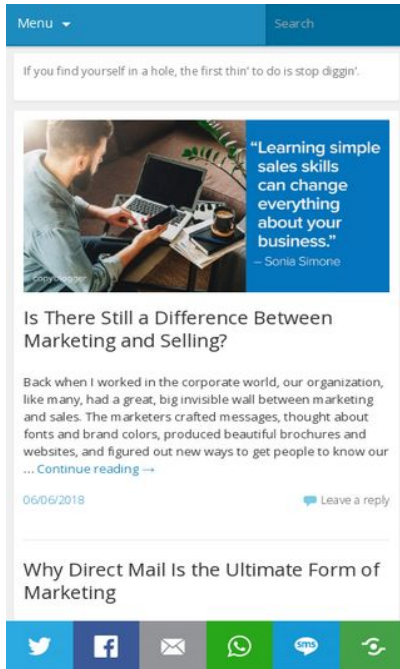 Menu
Search
If you find yourself in a hole, the first thin’ to do is stop diggin’.
“Learning simple
sales skills
can change
everything
about your
business.”
– Sonia Simone
copyblogger
Is There Still a Difference Between
Marketing and Selling?
Back when I worked in the corporate world, our organization,
like many, had a great, big invisible wall between marketing
and sales. The marketers crafted messages, thought about
fonts and brand colors, produced beautiful brochures and
websites, and figured out new ways to get people to know our
… Continue reading →
06/06/2018
Leave a reply
Why Direct Mail Is the Ultimate Form of
Marketing
sms